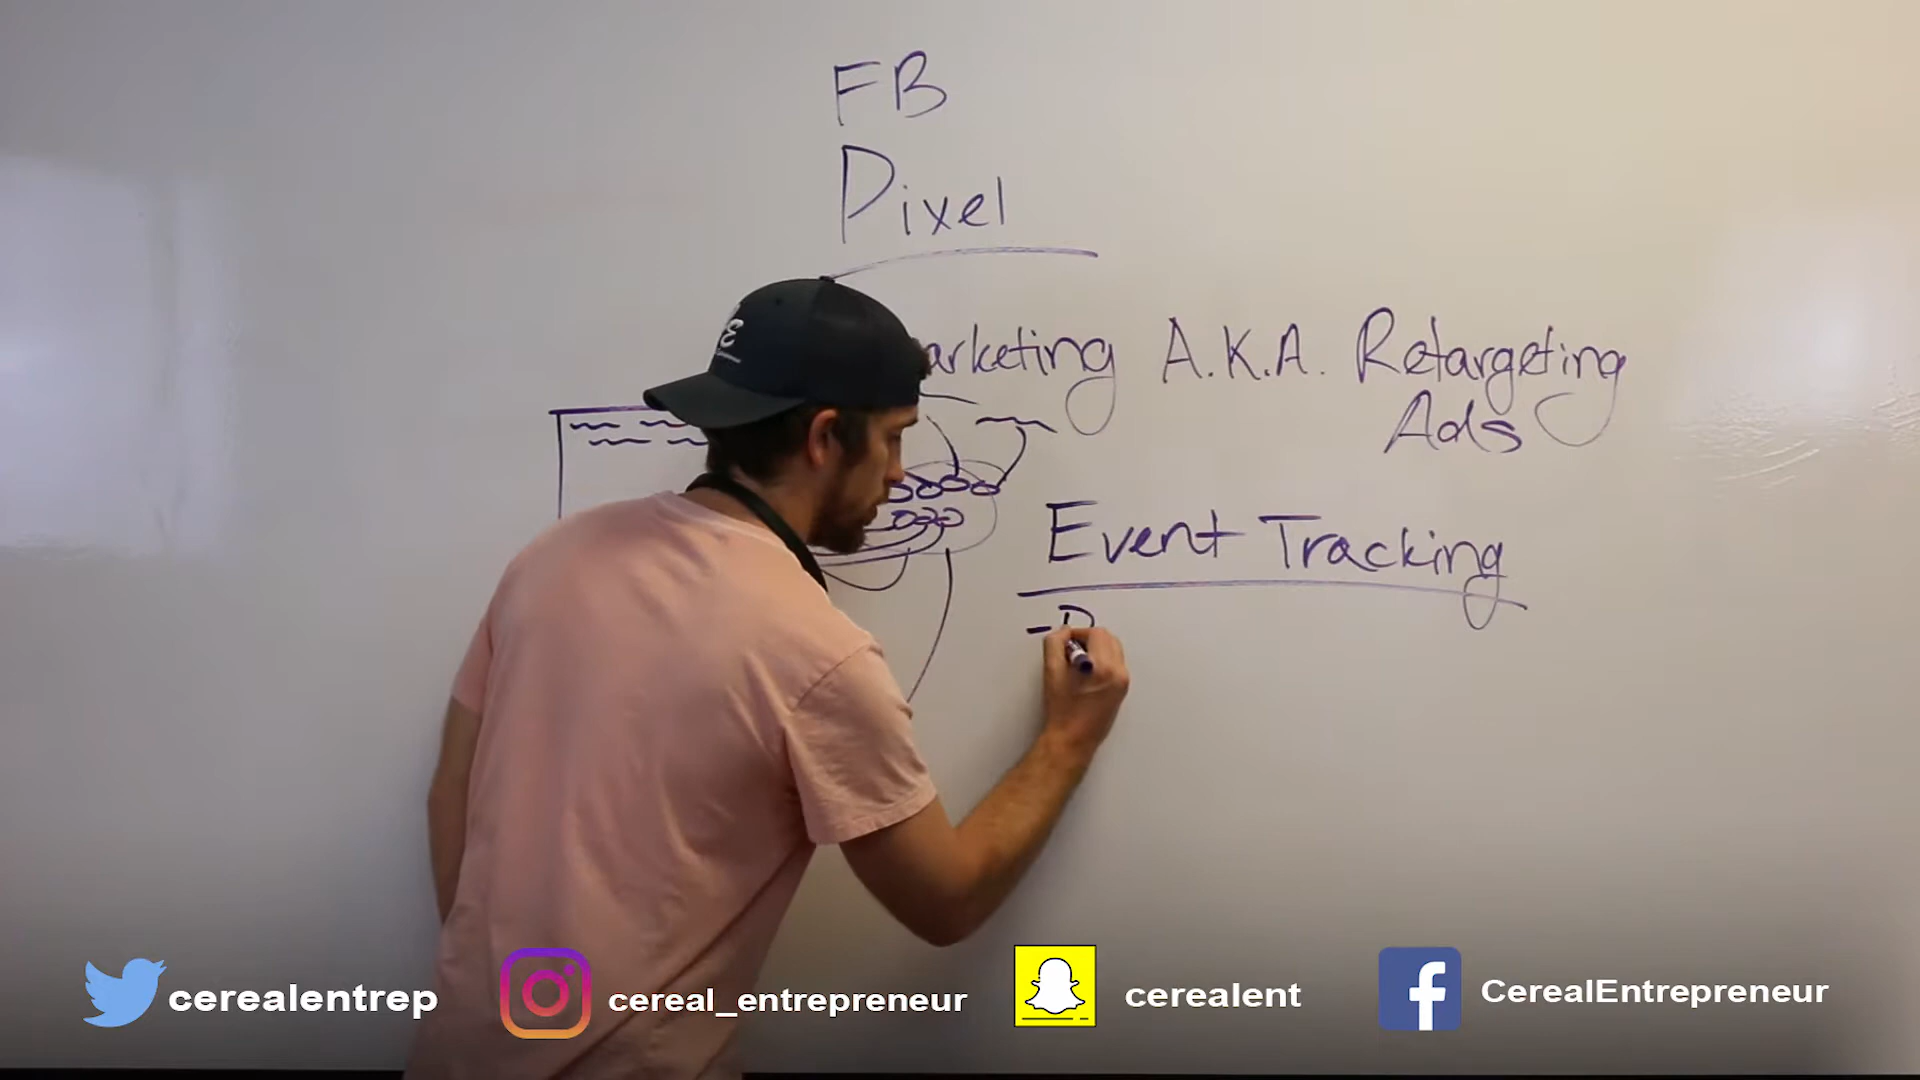 FB
Pixel
arketing A.K.A. Retargeting
Ads
Event Tracking
cerealentrep
cereal_entrepreneur
cerealent
CerealEntrepreneur